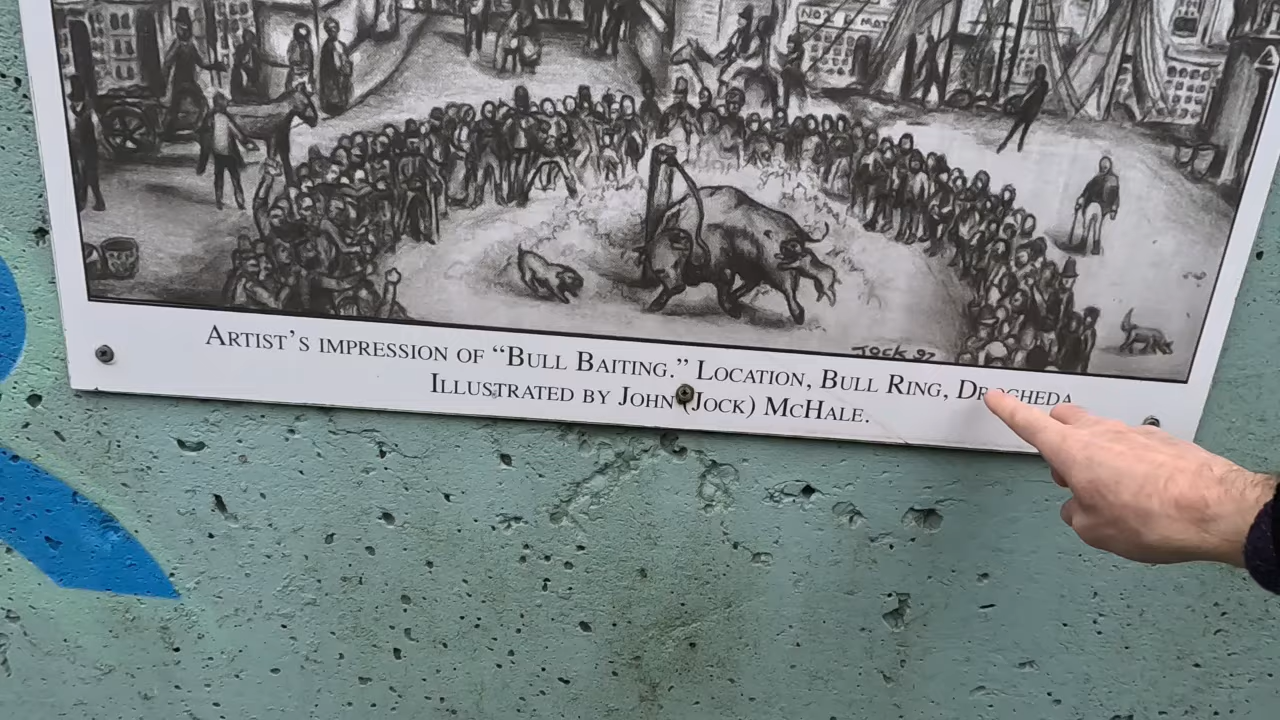 Artist's impression of “Bull Baiting.” Location, Bull Ring, Drogheda
Illustrated by John (Jock) McHale.
Jock 97